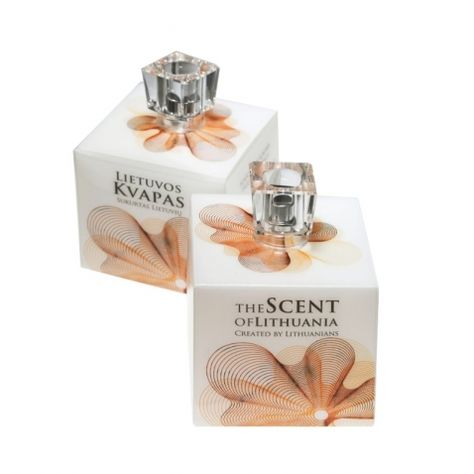 LIETUVOS
KVAPAS
SUKURTAS LIETUVIŲ
THE SCENT
OF LITHUANIA
CREATED BY LITHUANIANS